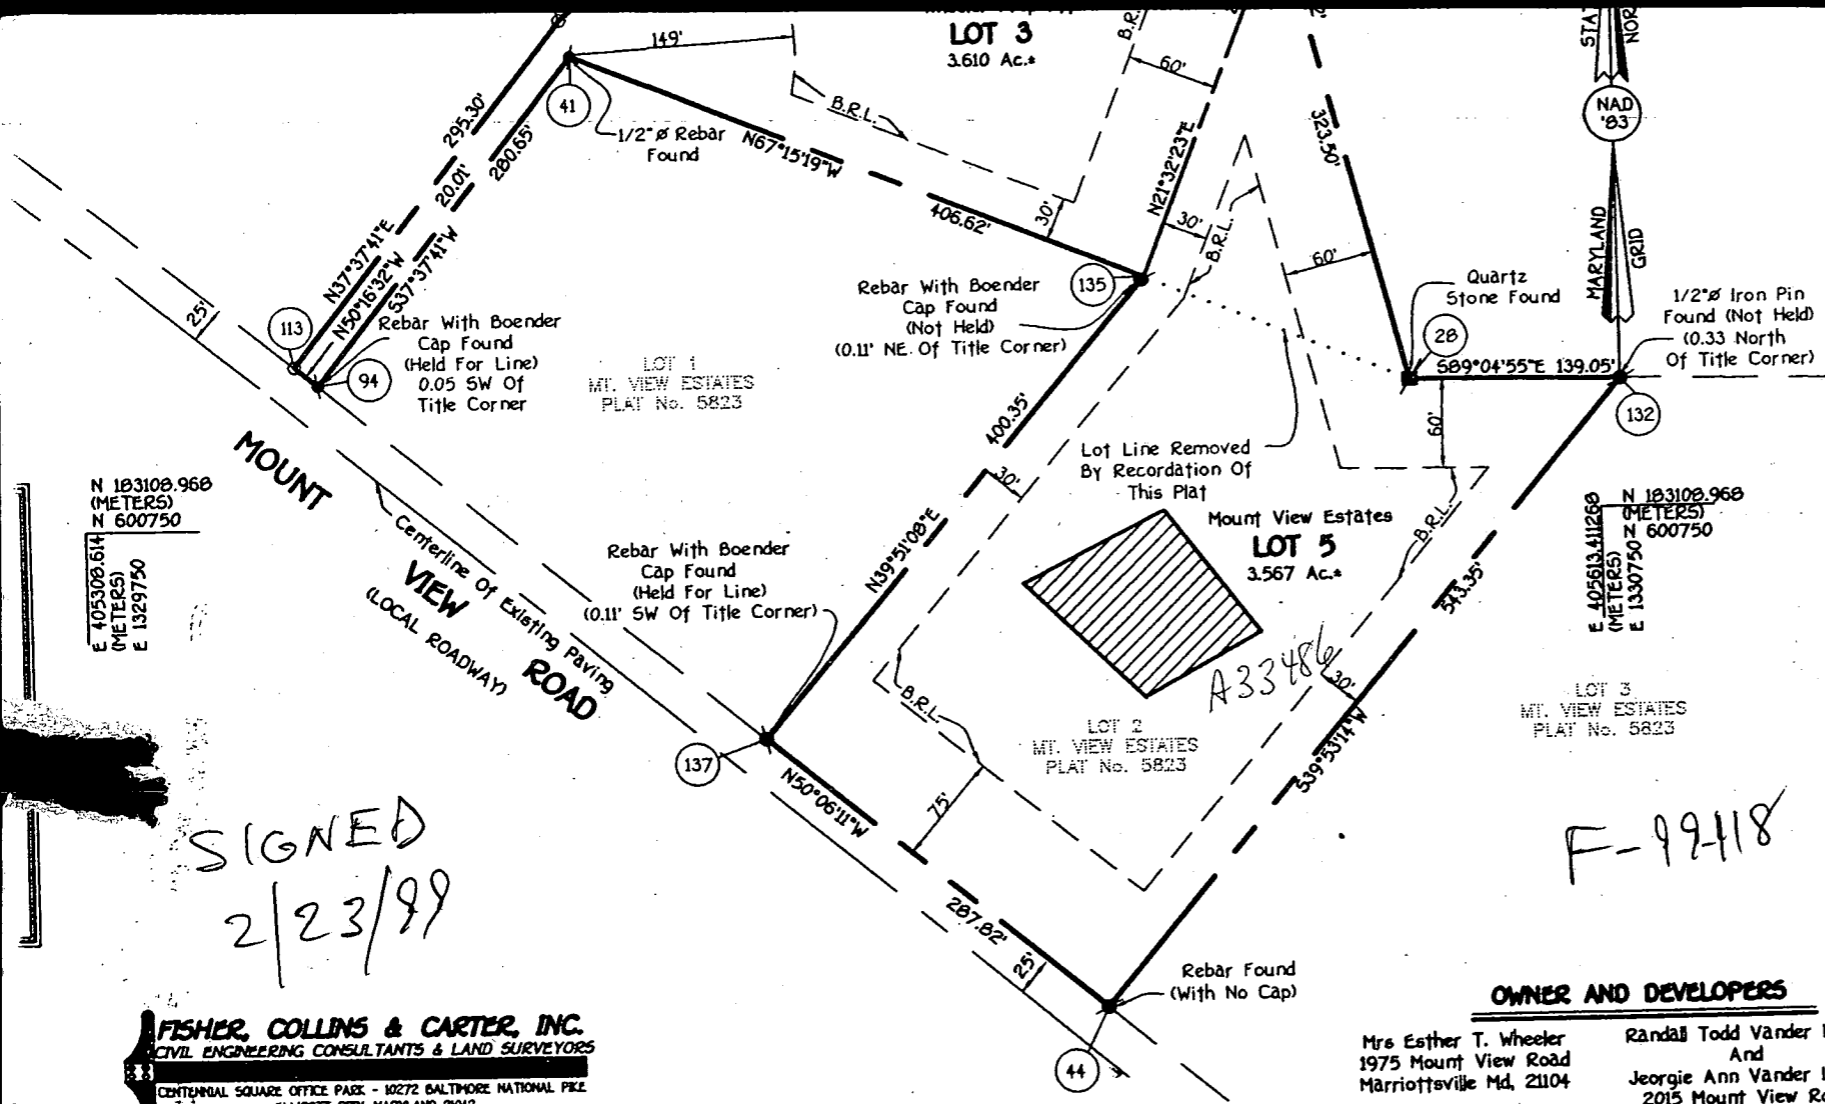 LOT 3
3.610 Ac.±
B.R.
149'
60'
41
1/2"ø Rebar
Found
B.R.L.
N67°15'19"W
406.62'
30'
295.30'
280.65'
20.01'
N37°37'41"E
N50°16'32"W
S37°37'41"W
N21°32'23"E
30'
B.R.L.
60'
323.50'
NAD
'83
MARYLAND
GRID
25'
113
94
Rebar With Boender
Cap Found
(Held For Line)
0.05 SW Of
Title Corner
Rebar With Boender
Cap Found
(Not Held)
(0.11' NE. Of Title Corner)
135
Quartz
Stone Found
28
S89°04'55"E 139.05'
1/2"ø Iron Pin
Found (Not Held)
(0.33 North
Of Title Corner)
132
LOT 1
MT. VIEW ESTATES
PLAT No. 5823
400.35'
N39°51'08"E
30'
60'
Lot Line Removed
By Recordation Of
This Plat
Mount View Estates
LOT 5
3.567 Ac.±
B.R.L.
543.35'
S39°53'14"W
30'
A33486
N 183108.968
(METERS)
N 600750
E 405308.614
(METERS)
E 1329750
N 183108.968
(METERS)
N 600750
E 405613.411268
(METERS)
E 1330750
MOUNT
VIEW
ROAD
(LOCAL ROADWAY)
Centerline Of Existing Paving
Rebar With Boender
Cap Found
(Held For Line)
(0.11' SW Of Title Corner)
137
B.R.L.
LOT 2
MT. VIEW ESTATES
PLAT No. 5823
LOT 3
MT. VIEW ESTATES
PLAT No. 5823
N50°06'11"W
75'
287.82'
25'
Rebar Found
(With No Cap)
44
SIGNED
2/23/99
F-99-118
FISHER, COLLINS & CARTER, INC.
CIVIL ENGINEERING CONSULTANTS & LAND SURVEYORS
CENTENNIAL SQUARE OFFICE PARK - 10272 BALTIMORE NATIONAL PIKE
OWNER AND DEVELOPERS
Mrs Esther T. Wheeler
1975 Mount View Road
Marriottsville Md, 21104
Randall Todd Vander
And
Jeorgie Ann Vander
2015 Mount View